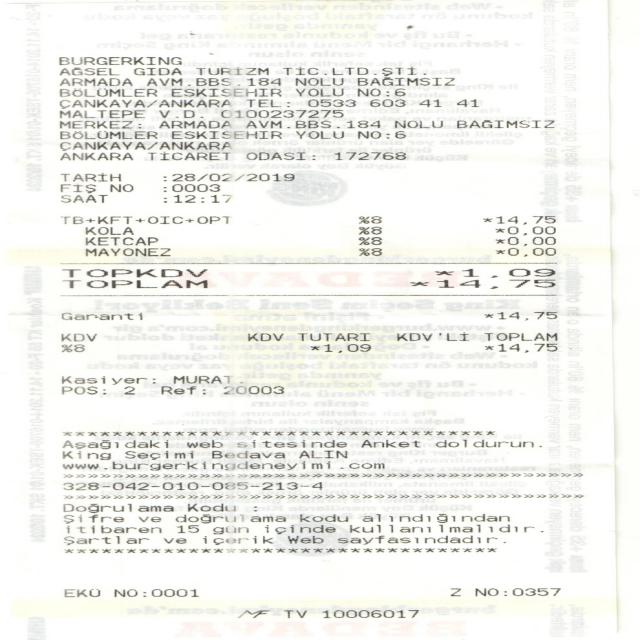 BURGERKING
AĞSEL GIDA TURİZM TİC.LTD.ŞTİ.
ARMADA AVM.BBS.184 NOLU BAĞIMSIZ
BÖLÜMLER ESKİŞEHİR YOLU NO:6
ÇANKAYA/ANKARA TEL: 0533 603 41 41
MALTEPE V.D. 0100237275
MERKEZ: ARMADA AVM.BBS.184 NOLU BAĞIMSIZ
BÖLÜMLER ESKİŞEHİR YOLU NO:6
ÇANKAYA/ANKARA
ANKARA TİCARET ODASI: 172768
TARİH :28/02/2019
FİŞ NO :0003
SAAT :12:17
TB+KFT+OIC+OPT %8 *14,75
KOLA %8 *0,00
KETÇAP %8 *0,00
MAYONEZ %8 *0,00
TOPKDV *1,09
TOPLAM *14,75
Garanti *14,75
KDV KDV TUTARI KDV'Lİ TOPLAM
%8 *1,09 *14,75
Kasiyer: MURAT.
POS: 2 Ref: 20003
****************************************
Aşağıdaki web sitesinde Anket doldurun.
King Seçimi Bedava ALIN
www.burgerkingdeneyimi.com
»»»»»»»»»»»»»»»»»»»»»»»»»»»»»»»»»»»»»»»»
328-042-010-085-213-4
»»»»»»»»»»»»»»»»»»»»»»»»»»»»»»»»»»»»»»»»
Doğrulama Kodu :
Şifre ve doğrulama kodu alındığından
itibaren 15 gün içinde kullanılmalıdır.
Şartlar ve içerik Web sayfasındadır.
****************************************
EKÜ NO:0001 Z NO:0357
MF TV 10006017